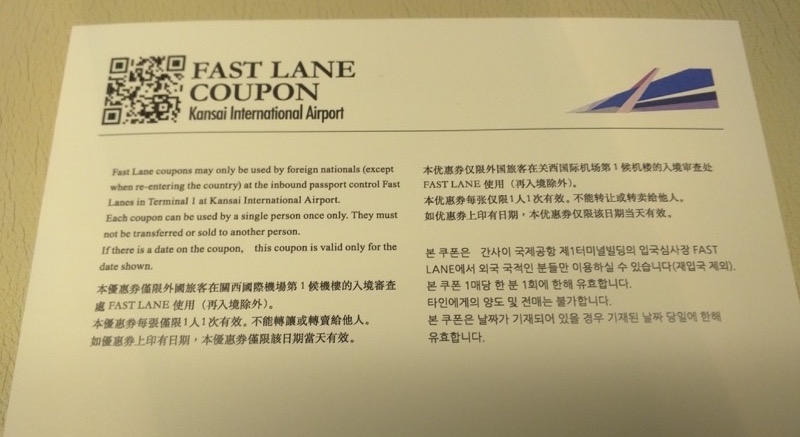 FAST LANE
COUPON
Kansai International Airport
Fast Lane coupons may only be used by foreign nationals (except
when re-entering the country) at the inbound passport control Fast
Lanes in Terminal 1 at Kansai International Airport.
Each coupon can be used by a single person once only. They must
not be transferred or sold to another person.
If there is a date on the coupon, this coupon is valid only for the
date shown.
本優惠券僅限外國旅客在關西國際機場第1候機樓的入境審查
處 FAST LANE 使用（再入境除外）。
本優惠券每張僅限1人1次有效。不能轉讓或轉賣給他人。
如優惠券上印有日期，本優惠券僅限該日期當天有效。
本优惠券仅限外国旅客在关西国际机场第1候机楼的入境审查处
FAST LANE 使用（再入境除外）。
本优惠券每张仅限1人1次有效。不能转让或转卖给他人。
如优惠券上印有日期，本优惠券仅限该日期当天有效。
본 쿠폰은 간사이 국제공항 제1터미널빌딩의 입국심사장 FAST
LANE에서 외국 국적인 분들만 이용하실 수 있습니다(재입국 제외).
본 쿠폰 1매당 한 분 1회에 한해 유효합니다.
타인에게의 양도 및 전매는 불가합니다.
본 쿠폰은 날짜가 기재되어 있을 경우 기재된 날짜 당일에 한해
유효합니다.